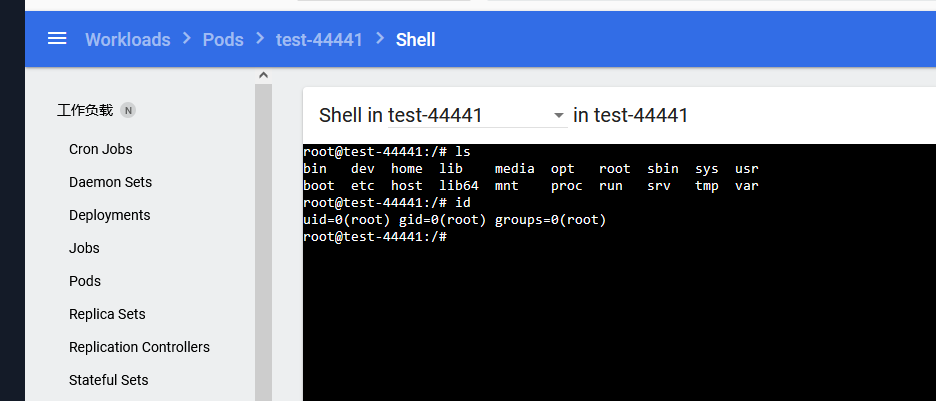 Workloads > Pods > test-44441 > Shell
工作负载 N
Cron Jobs
Daemon Sets
Deployments
Jobs
Pods
Replica Sets
Replication Controllers
Stateful Sets
Shell in test-44441 in test-44441
root@test-44441:/# ls
bin dev home lib media opt root sbin sys usr
boot etc host lib64 mnt proc run srv tmp var
root@test-44441:/# id
uid=0(root) gid=0(root) groups=0(root)
root@test-44441:/#